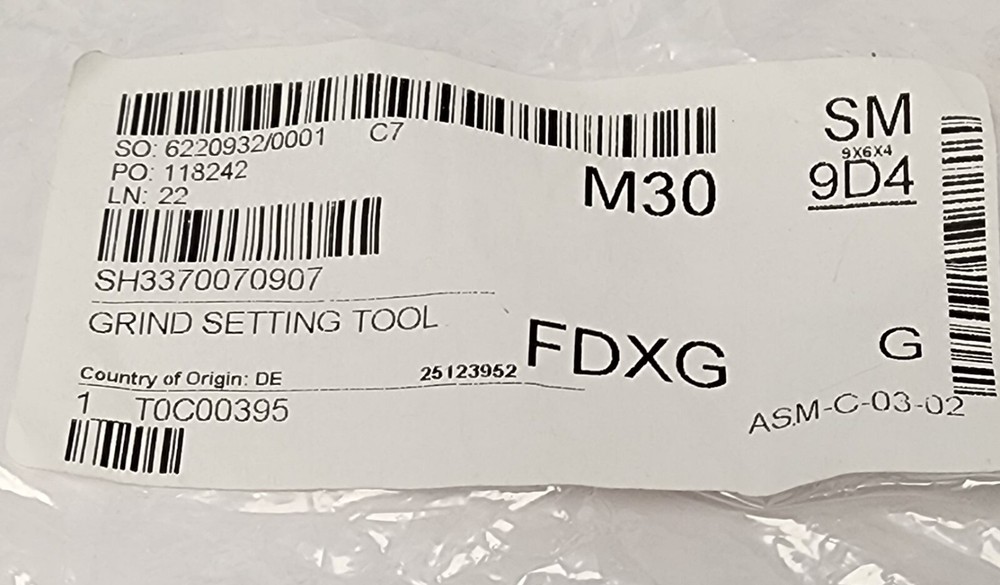 SO: 6220932/0001 C7
PO: 118242
LN: 22
M30
SM
9X6X4
9D4
SH3370070907
GRIND SETTING TOOL
FDXG
G
Country of Origin: DE 25123952
1 T0C00395
ASM-C-03-02